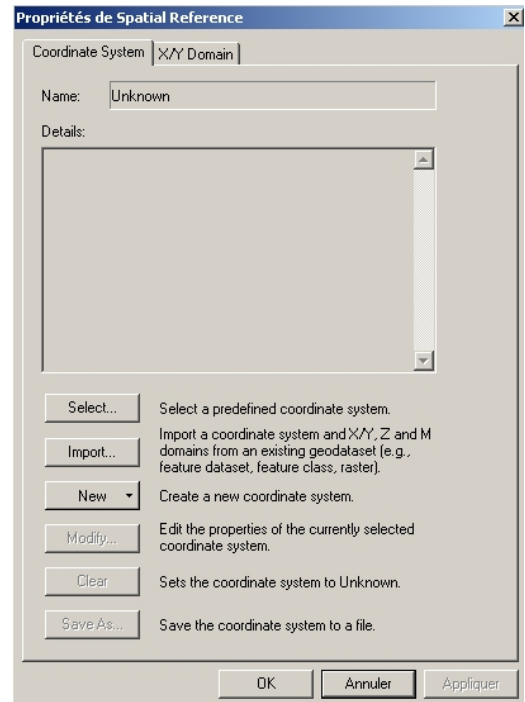 Propriétés de Spatial Reference
Coordinate System X/Y Domain
Name: Unknown
Details:
Select... Select a predefined coordinate system.
Import... Import a coordinate system and X/Y, Z and M
domains from an existing geodataset (e.g.,
feature dataset, feature class, raster).
New Create a new coordinate system.
Modify... Edit the properties of the currently selected
coordinate system.
Clear Sets the coordinate system to Unknown.
Save As... Save the coordinate system to a file.
OK Annuler Appliquer